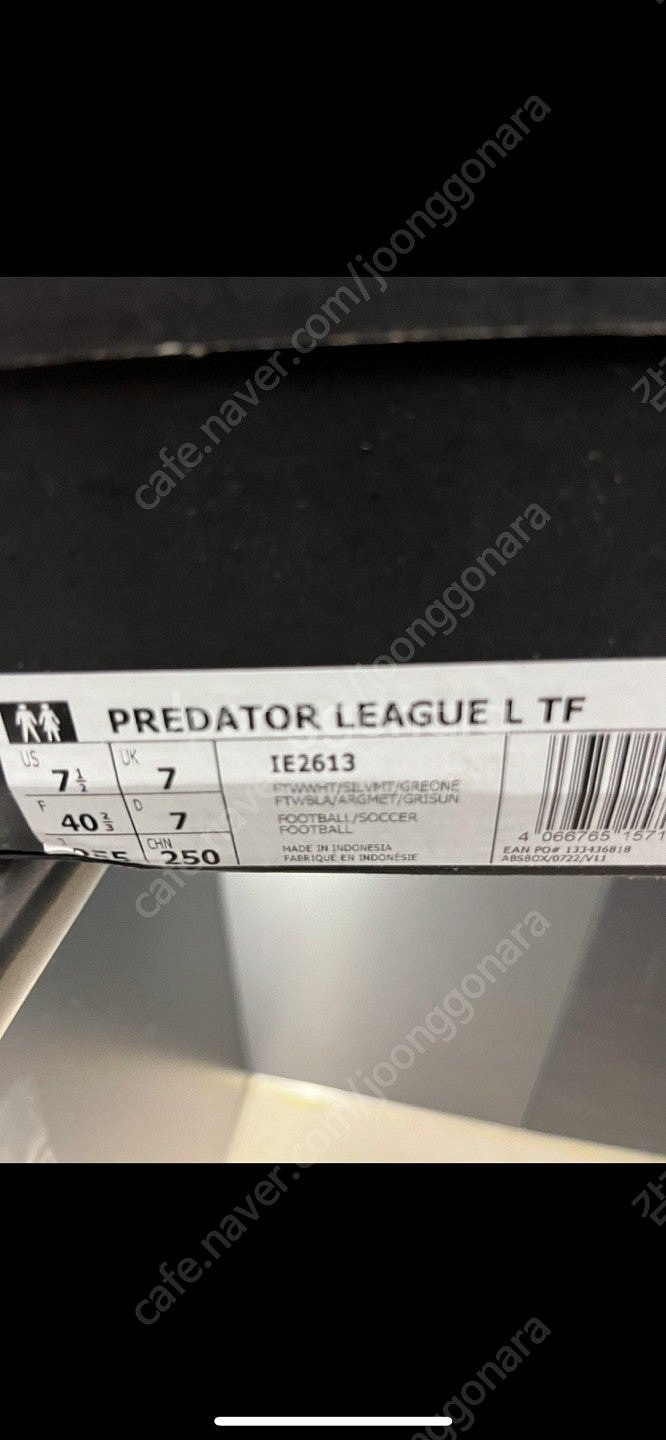 cafe.naver.com/joonggonara
PREDATOR LEAGUE L TF
US 7½
UK 7
F 40⅔
D 7
J 255
CHN 250
IE2613
FTWWHT/SILVMT/GREONE
FTWBLA/ARGMET/GRISUN
FOOTBALL/SOCCER
FOOTBALL
MADE IN INDONESIA
FABRIQUE EN INDONÉSIE
4 066765 1571
EAN PO# 133436818
ABSBOX/0722/V11
cafe.naver.com/joonggonara
cafe.naver.com/joonggonara
cafe.naver.com/joonggonara